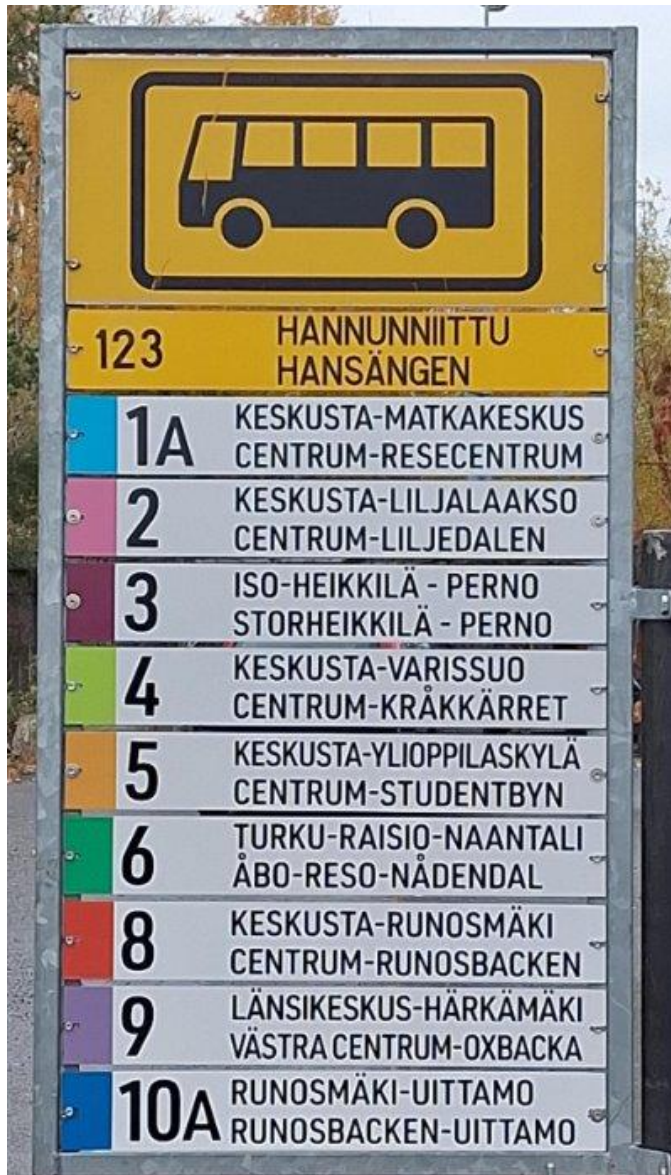 123 HANNUNNIITTU
HANSÄNGEN
1A KESKUSTA-MATKAKESKUS
CENTRUM-RESECENTRUM
2 KESKUSTA-LILJALAAKSO
CENTRUM-LILJEDALEN
3 ISO-HEIKKILÄ - PERNO
STORHEIKKILÄ - PERNO
4 KESKUSTA-VARISSUO
CENTRUM-KRÅKKÄRRET
5 KESKUSTA-YLIOPPILASKYLÄ
CENTRUM-STUDENTBYN
6 TURKU-RAISIO-NAANTALI
ÅBO-RESO-NÅDENDAL
8 KESKUSTA-RUNOSMÄKI
CENTRUM-RUNOSBACKEN
9 LÄNSIKESKUS-HÄRKÄMÄKI
VÄSTRA CENTRUM-OXBACKA
10A RUNOSMÄKI-UITTAMO
RUNOSBACKEN-UITTAMO